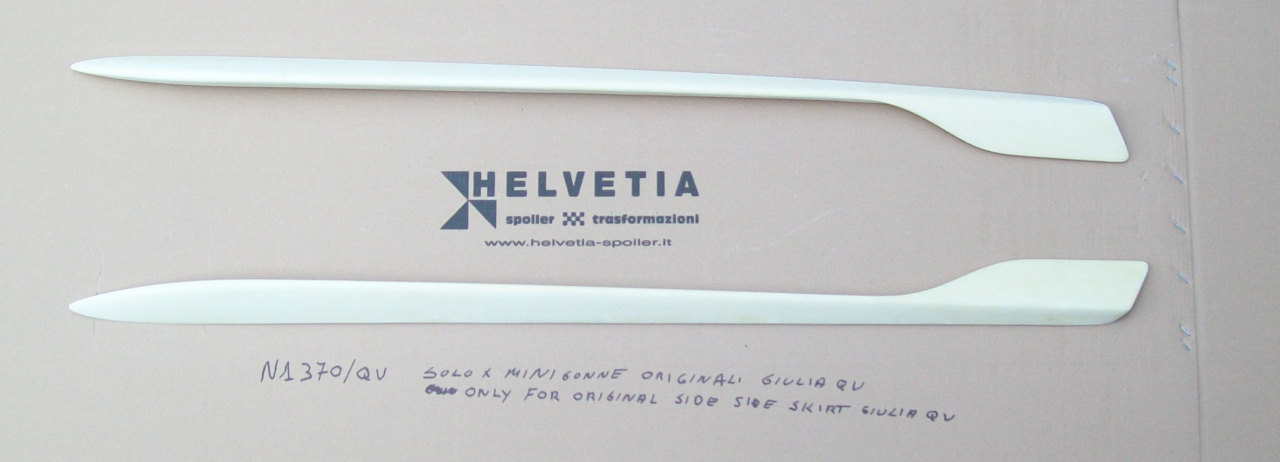 HELVETIA
spoiler trasformazioni
www.helvetia-spoiler.it
N1370/QV SOLO X MINIGONNE ORIGINALI GIULIA QV
ONLY FOR ORIGINAL SIDE SIDE SKIRT GIULIA QV